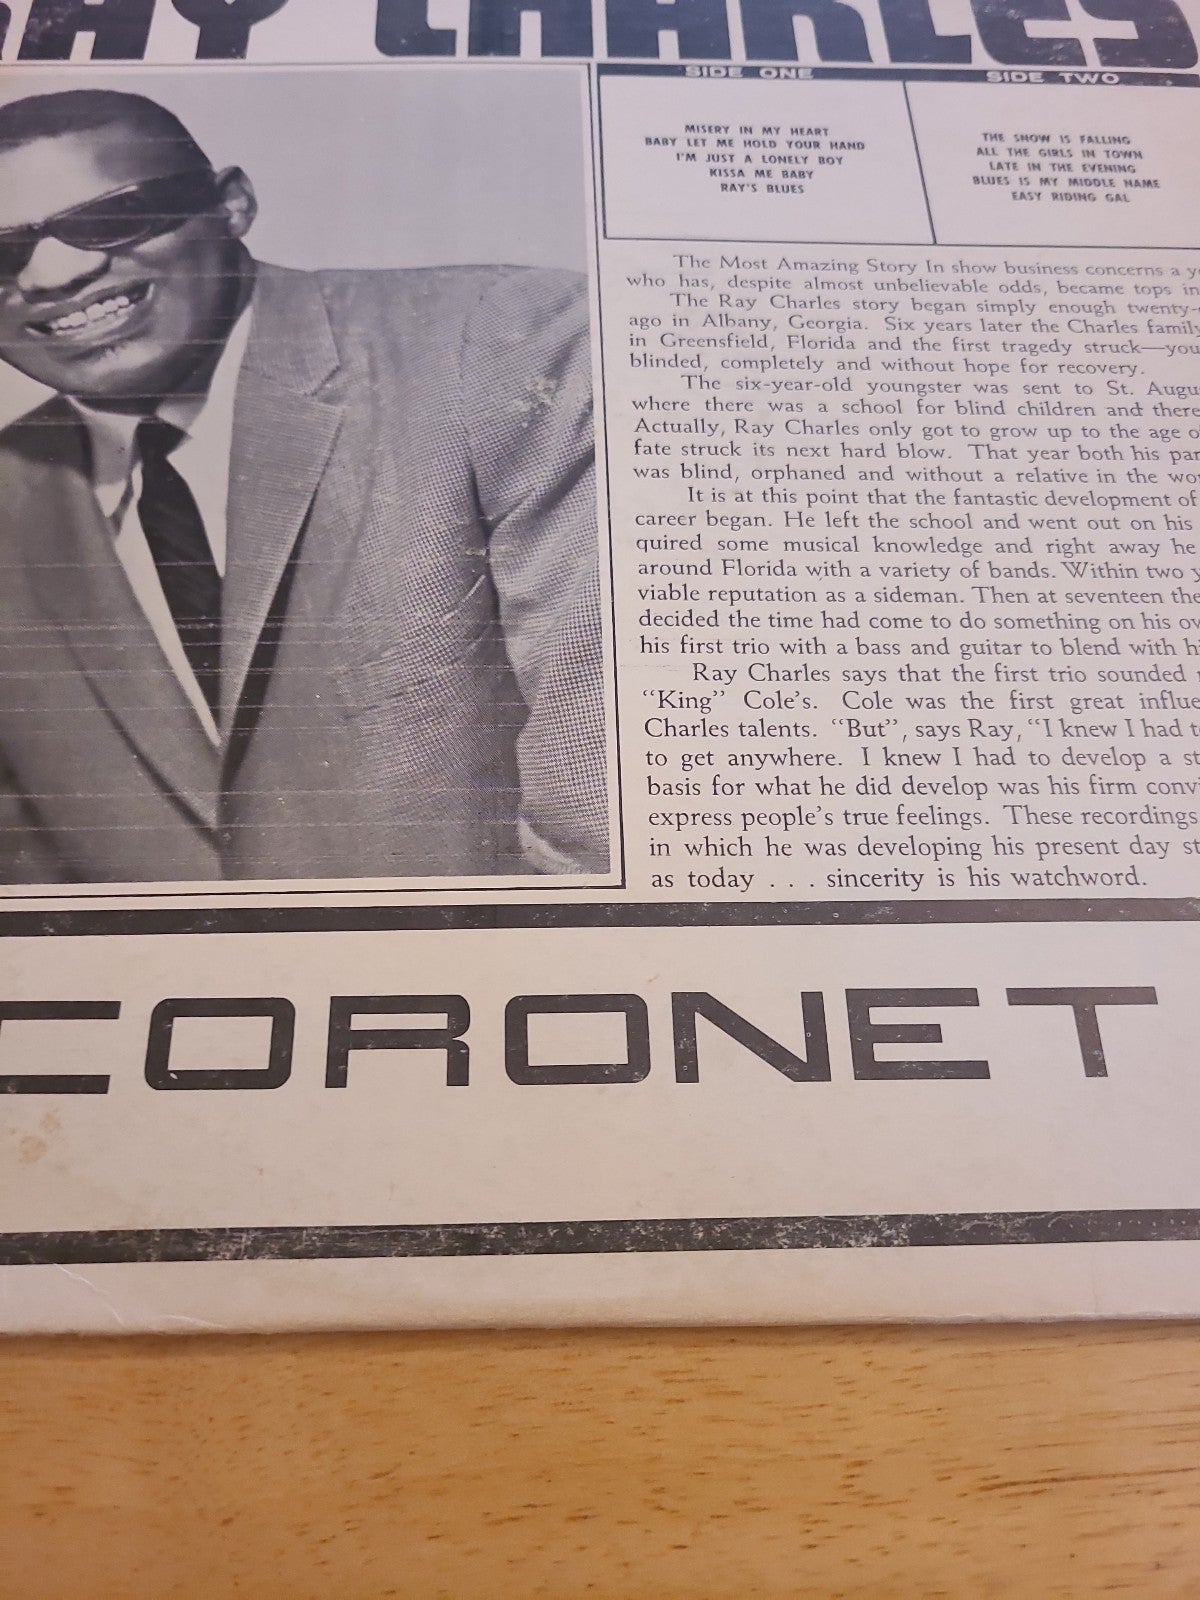 RAY CHARLES
SIDE ONE
MISERY IN MY HEART
BABY LET ME HOLD YOUR HAND
I'M JUST A LONELY BOY
KISSA ME BABY
RAY'S BLUES
SIDE TWO
THE SNOW IS FALLING
ALL THE GIRLS IN TOWN
LATE IN THE EVENING
BLUES IS MY MIDDLE NAME
EASY RIDING GAL
The Most Amazing Story In show business concerns a
who has, despite almost unbelievable odds, became tops in
The Ray Charles story began simply enough twenty-
ago in Albany, Georgia. Six years later the Charles family
in Greensfield, Florida and the first tragedy struck—you
blinded, completely and without hope for recovery.
The six-year-old youngster was sent to St. Augu
where there was a school for blind children and there
Actually, Ray Charles only got to grow up to the age
fate struck its next hard blow. That year both his par
was blind, orphaned and without a relative in the wo
It is at this point that the fantastic development of
career began. He left the school and went out on his
quired some musical knowledge and right away he
around Florida with a variety of bands. Within two
viable reputation as a sideman. Then at seventeen the
decided the time had come to do something on his
his first trio with a bass and guitar to blend with
Ray Charles says that the first trio sounded
“King” Cole's. Cole was the first great influe
Charles talents. “But”, says Ray, “I knew I had
to get anywhere. I knew I had to develop a st
basis for what he did develop was his firm conv
express people's true feelings. These recordings
in which he was developing his present day st
as today . . . sincerity is his watchword.
CORONET